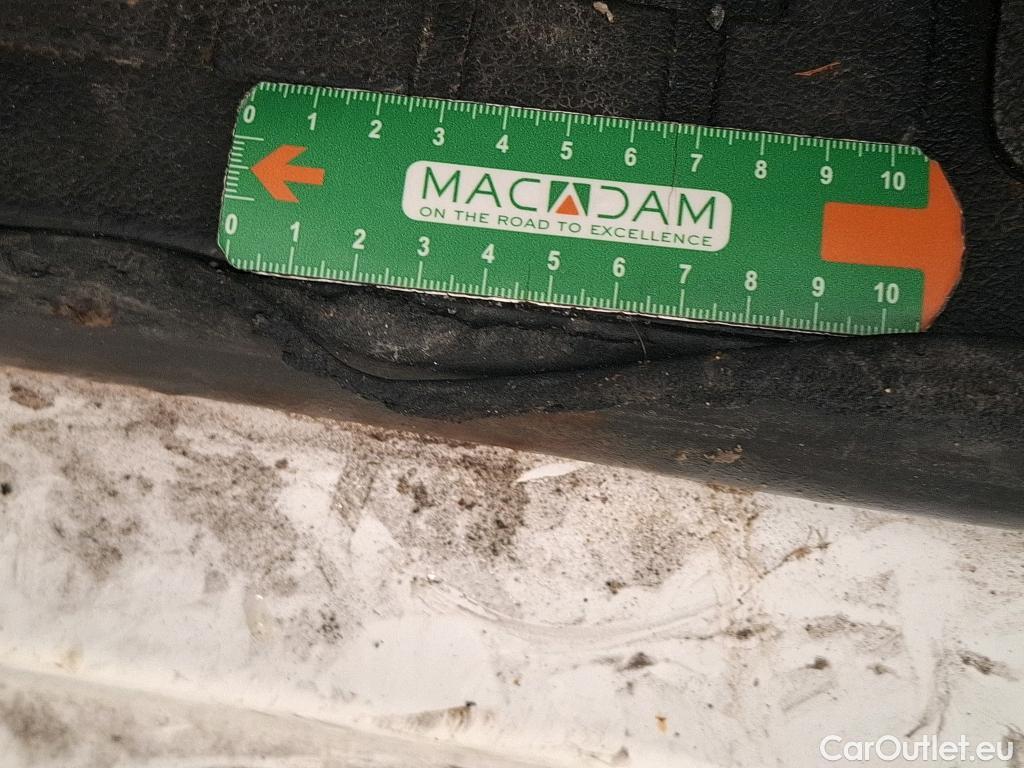 0 1 2 3 4 5 6 7 8 9 10
MACADAM
ON THE ROAD TO EXCELLENCE
0 1 2 3 4 5 6 7 8 9 10
CarOutlet.eu